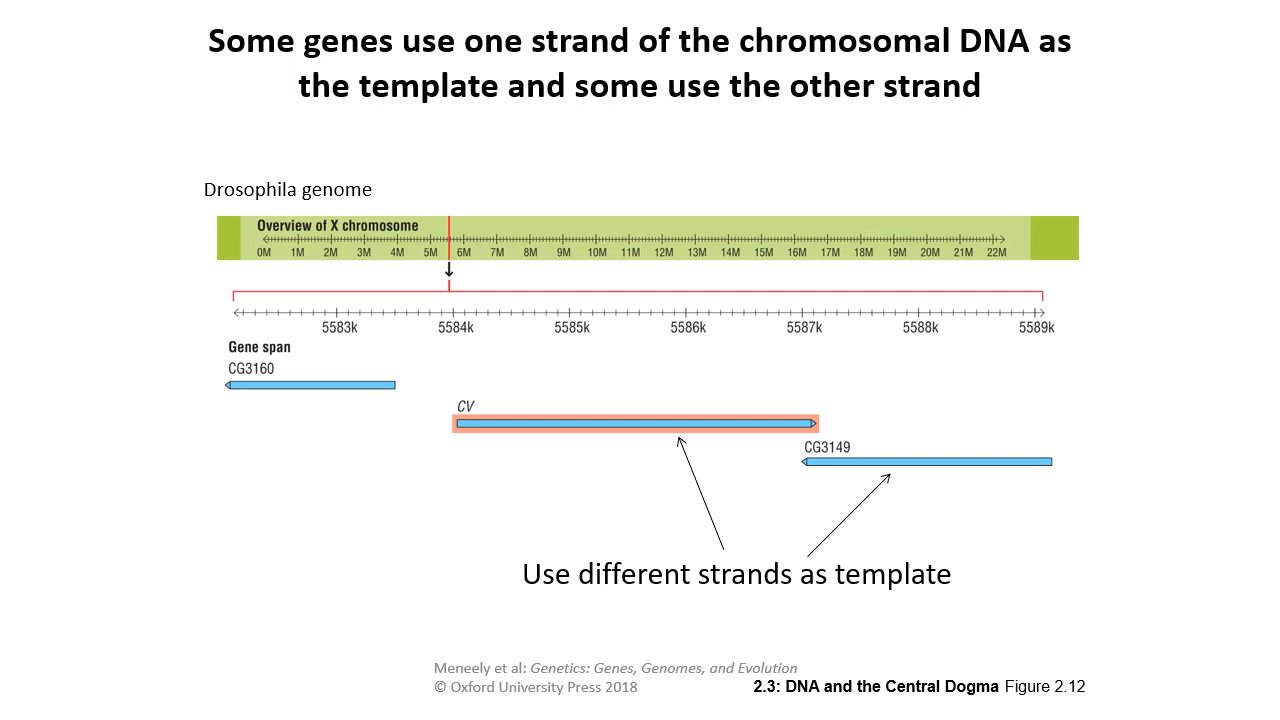 Some genes use one strand of the chromosomal DNA as
the template and some use the other strand
Drosophila genome
Overview of X chromosome
0M 1M 2M 3M 4M 5M 6M 7M 8M 9M 10M 11M 12M 13M 14M 15M 16M 17M 18M 19M 20M 21M 22M
5583k 5584k 5585k 5586k 5587k 5588k 5589k
Gene span
CG3160
CV
CG3149
Use different strands as template
Meneely et al: Genetics: Genes, Genomes, and Evolution
© Oxford University Press 2018
2.3: DNA and the Central Dogma Figure 2.12